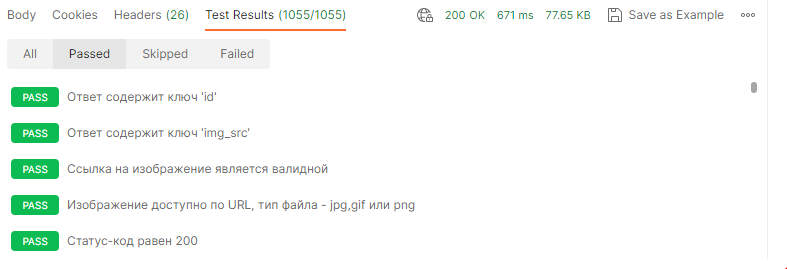 Body Cookies Headers (26) Test Results (1055/1055) 200 OK 671 ms 77.65 KB Save as Example
All Passed Skipped Failed
PASS Ответ содержит ключ 'id'
PASS Ответ содержит ключ 'img_src'
PASS Ссылка на изображение является валидной
PASS Изображение доступно по URL, тип файла - jpg,gif или png
PASS Статус-код равен 200